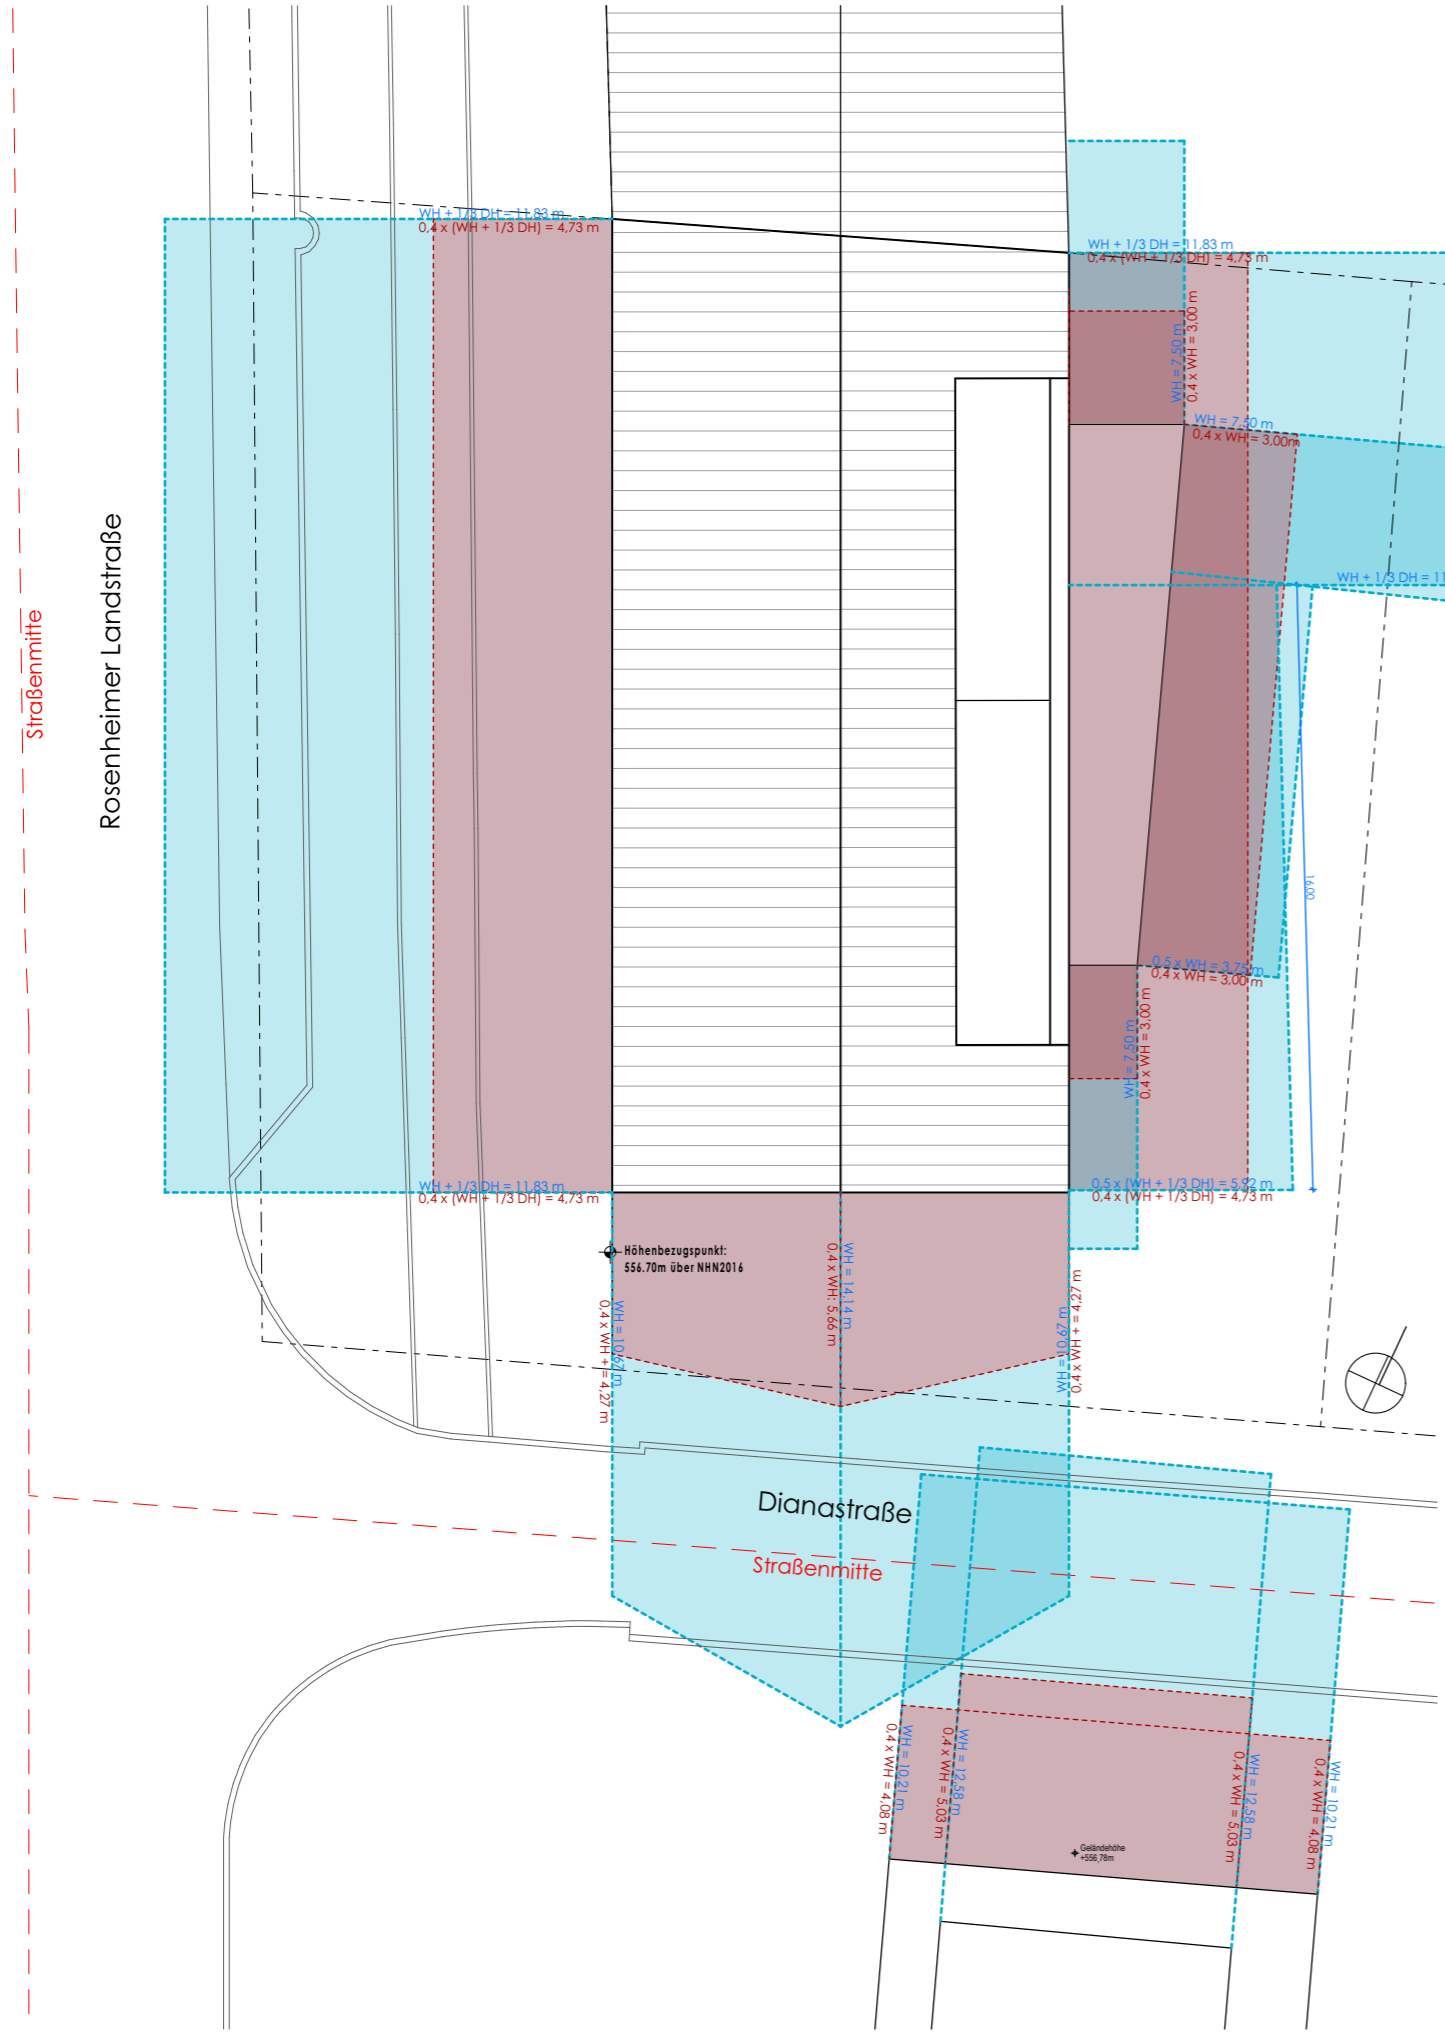 WH + 1/3 DH = 11,83 m
0,4 x (WH + 1/3 DH) = 4,73 m
WH + 1/3 DH = 11,83 m
0,4 x (WH + 1/3 DH) = 4,73 m
WH = 7,50 m
0,4 x WH = 3,00 m
WH = 7,50 m
0,4 x WH = 3,00m
WH + 1/3 DH = 11
Rosenheimer Landstraße
Straßenmitte
16,00
0,5 x WH = 3,75 m
0,4 x WH = 3,00 m
WH = 7,50 m
0,4 x WH = 3,00 m
WH + 1/3 DH = 11,83 m
0,4 x (WH + 1/3 DH) = 4,73 m
0,5 x (WH + 1/3 DH) = 5,92 m
0,4 x (WH + 1/3 DH) = 4,73 m
Höhenbezugspunkt:
556.70m über NHN2016
WH = 10,67 m
0,4 x WH + = 4,27 m
WH = 14,14 m
0,4 x WH: 5,66 m
WH = 10,67 m
0,4 x WH + = 4,27 m
Dianastraße
Straßenmitte
WH = 10,21 m
0,4 x WH = 4,08 m
WH = 12,58 m
0,4 x WH = 5,03 m
WH = 12,58 m
0,4 x WH = 5,03 m
WH = 10,21 m
0,4 x WH = 4,08 m
Geländehöhe
+556,78m